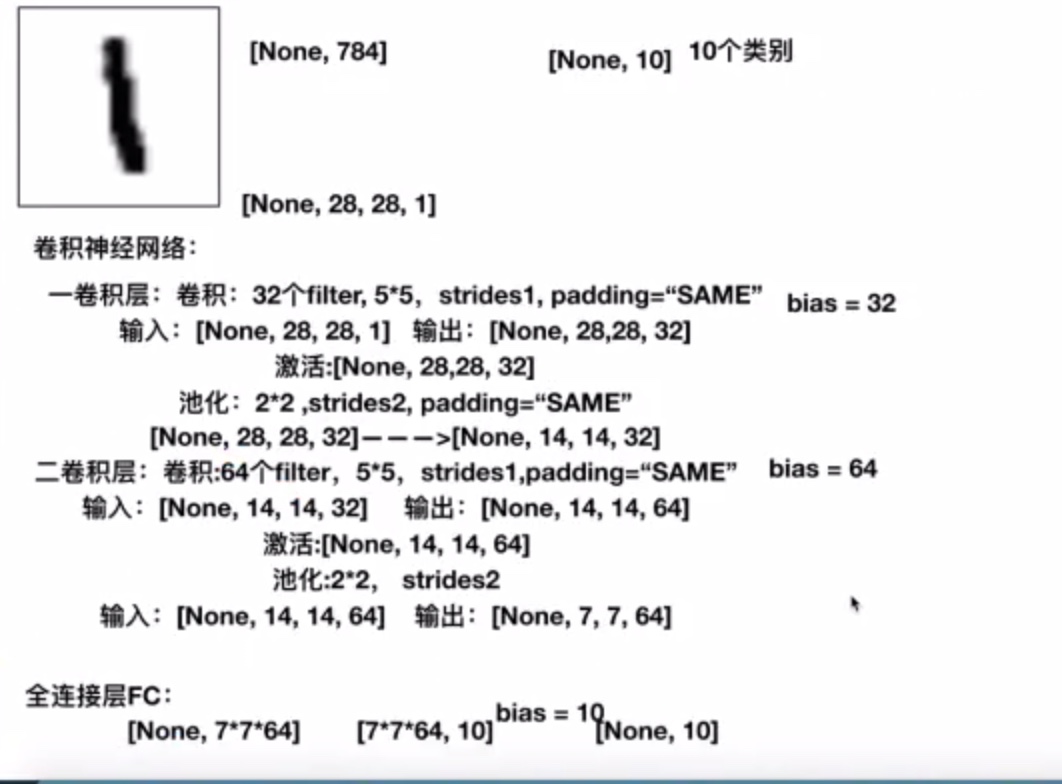 [None, 784] [None, 10] 10个类别
[None, 28, 28, 1]
卷积神经网络：
一卷积层：卷积：32个filter, 5*5，strides1, padding=“SAME” bias = 32
输入：[None, 28, 28, 1] 输出：[None, 28,28, 32]
激活:[None, 28,28, 32]
池化：2*2 ,strides2, padding=“SAME”
[None, 28, 28, 32]———>[None, 14, 14, 32]
二卷积层：卷积:64个filter，5*5，strides1,padding=“SAME” bias = 64
输入：[None, 14, 14, 32] 输出：[None, 14, 14, 64]
激活:[None, 14, 14, 64]
池化:2*2， strides2
输入：[None, 14, 14, 64] 输出：[None, 7, 7, 64]
全连接层FC：
[None, 7*7*64] [7*7*64, 10] bias = 10 [None, 10]